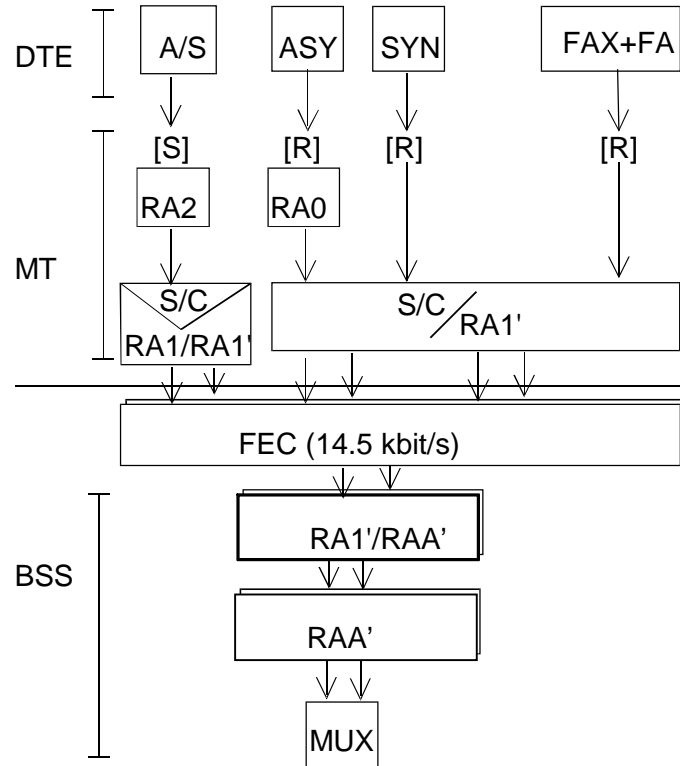 DTE
A/S
ASY
SYN
FAX+FA
[S]
[R]
[R]
[R]
RA2
RA0
MT
S/C
RA1/RA1'
S/C
RA1'
FEC (14.5 kbit/s)
RA1'/RAA’
BSS
RAA’
MUX